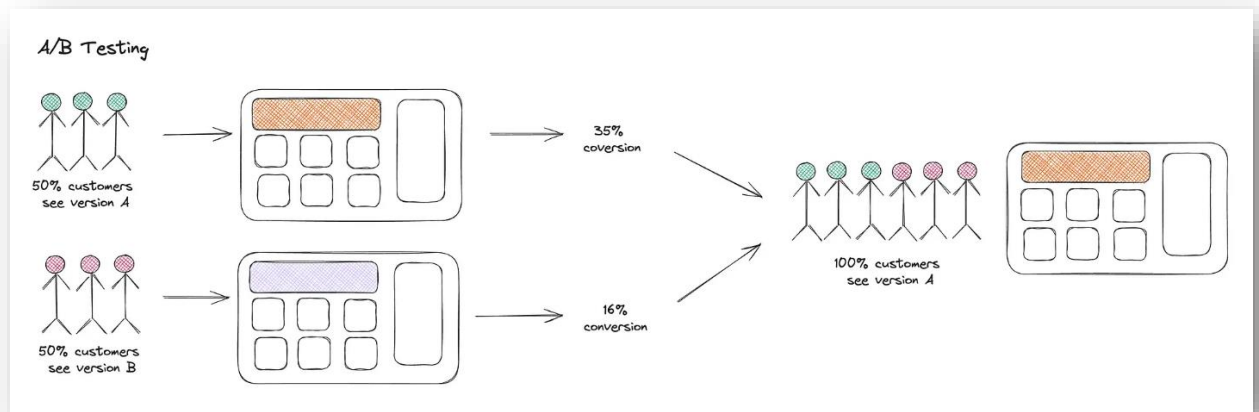 A/B Testing
50% customers
see version A
35%
coversion
50% customers
see version B
16%
conversion
100% customers
see version A